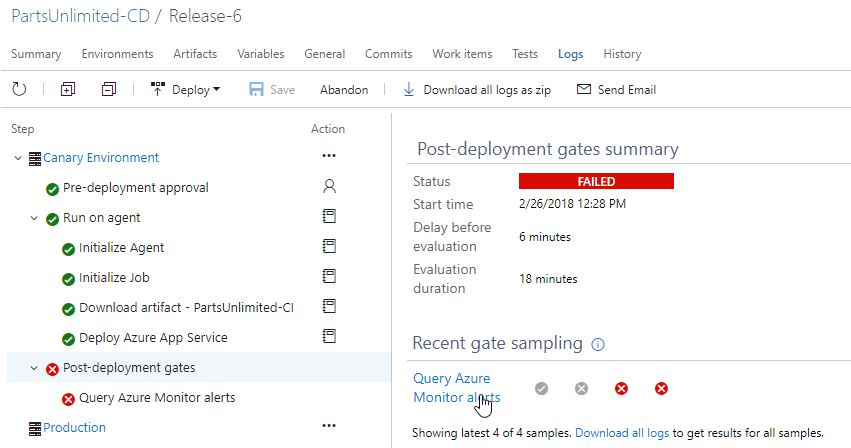 PartsUnlimited-CD / Release-6
Summary Environments Artifacts Variables General Commits Work items Tests Logs History
Deploy Save Abandon Download all logs as zip Send Email
Step Action
Canary Environment
Pre-deployment approval
Run on agent
Initialize Agent
Initialize Job
Download artifact - PartsUnlimited-CI
Deploy Azure App Service
Post-deployment gates
Query Azure Monitor alerts
Production
Post-deployment gates summary
Status FAILED
Start time 2/26/2018 12:28 PM
Delay before
evaluation 6 minutes
Evaluation
duration 18 minutes
Recent gate sampling
Query Azure
Monitor alerts
Showing latest 4 of 4 samples. Download all logs to get results for all samples.